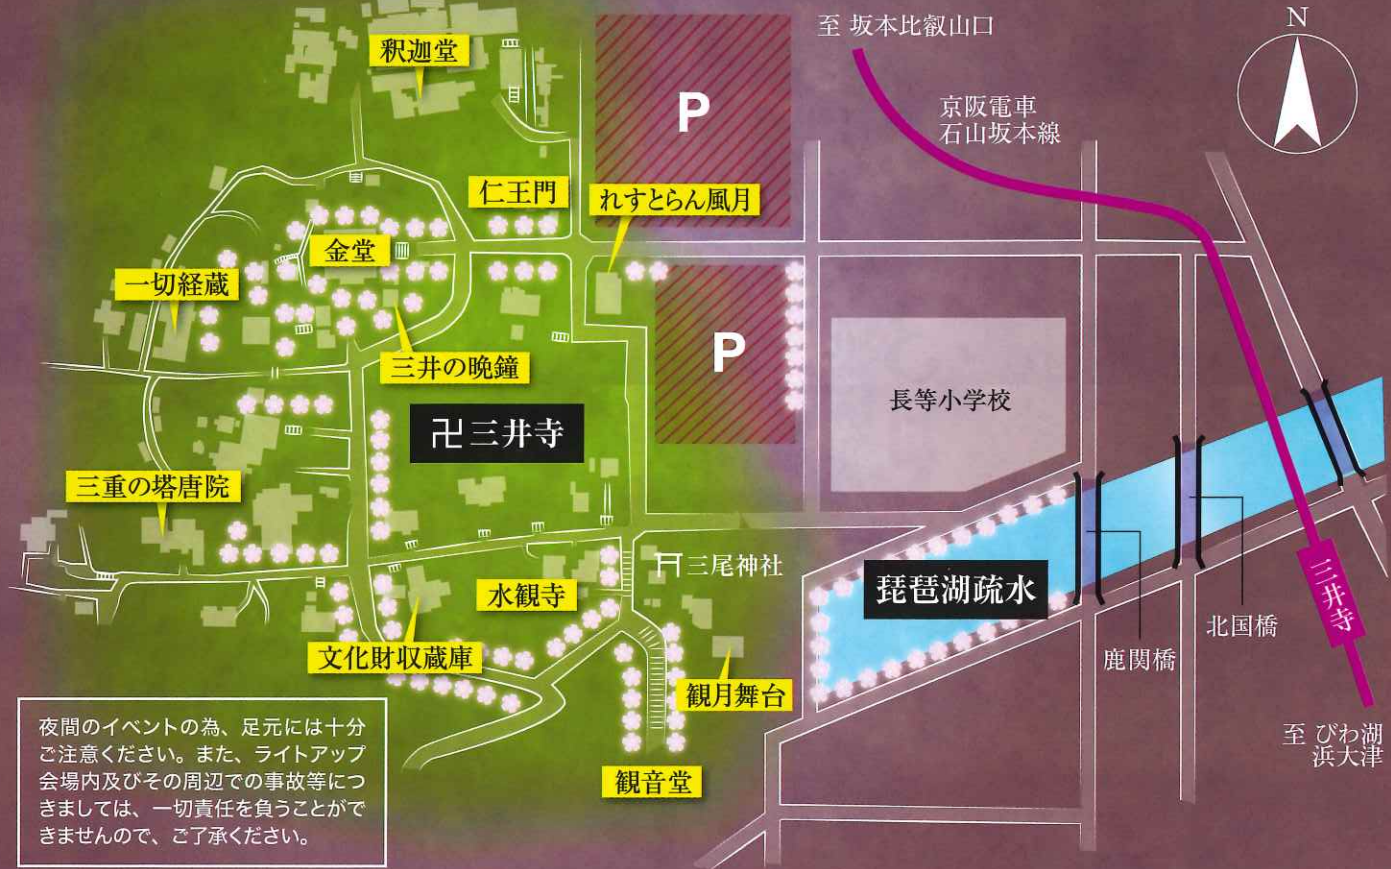 至 坂本比叡山口
N
釈迦堂
P
京阪電車
石山坂本線
仁王門
れすとらん風月
金堂
一切経蔵
三井の晩鐘
P
長等小学校
卍三井寺
三重の塔唐院
三尾神社
水観寺
琵琶湖疏水
三井寺
北国橋
鹿関橋
文化財収蔵庫
観月舞台
至 びわ湖
浜大津
観音堂
夜間のイベントの為、足元には十分
ご注意ください。また、ライトアップ
会場内及びその周辺での事故等につ
きましては、一切責任を負うことがで
きませんので、ご了承ください。